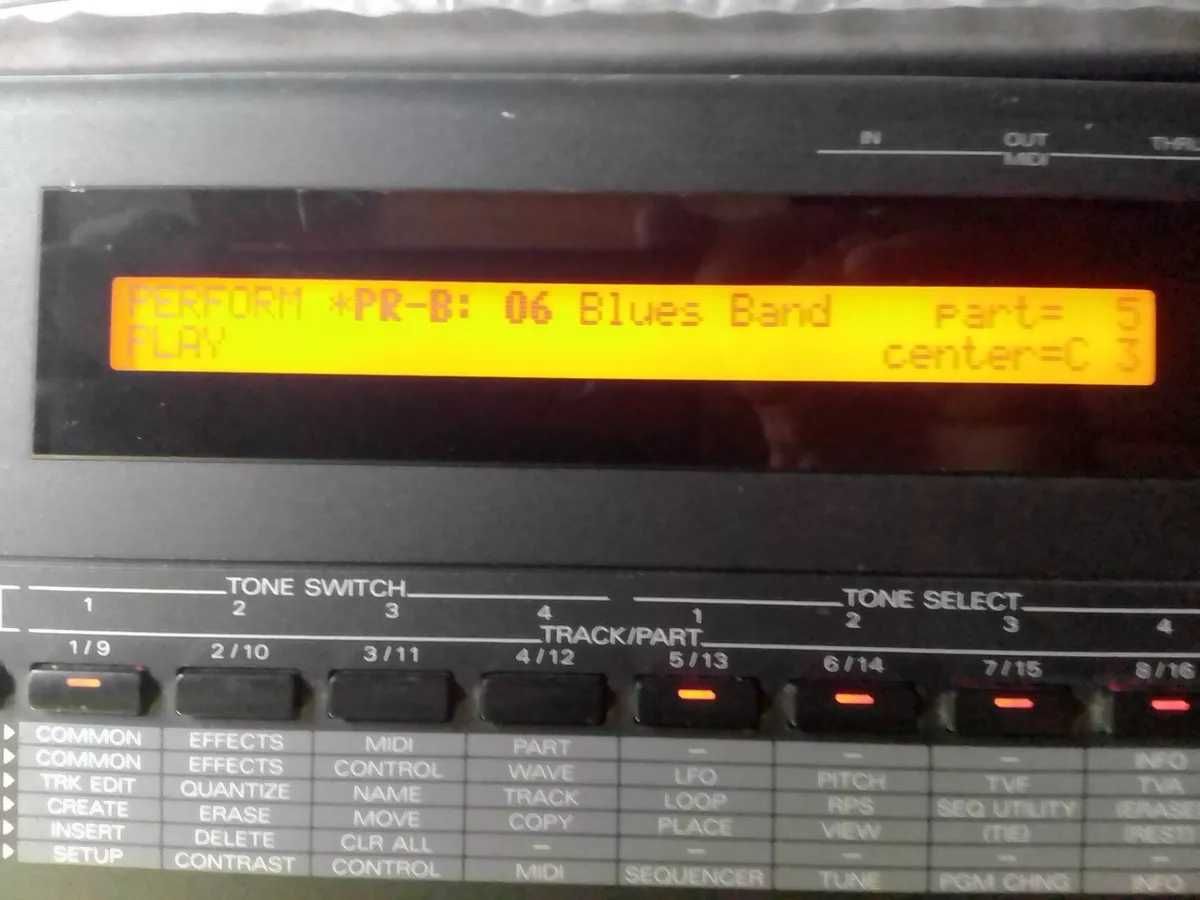 IN OUT THRU
MIDI
PERFORM *PR-B: 06 Blues Band part= 5
PLAY center=C 3
TONE SWITCH TONE SELECT
1 2 3 4 1 2 3 4
TRACK/PART
1/9 2/10 3/11 4/12 5/13 6/14 7/15 8/16
COMMON EFFECTS MIDI PART — — — INFO
COMMON EFFECTS CONTROL WAVE LFO PITCH TVF TVA
TRK EDIT QUANTIZE NAME TRACK LOOP RPS SEQ UTILITY (ERASE
CREATE ERASE MOVE COPY PLACE VIEW (TIE) (REST)
INSERT DELETE CLR ALL — — — — —
SETUP CONTRAST CONTROL MIDI SEQUENCER TUNE PGM CHNG INFO